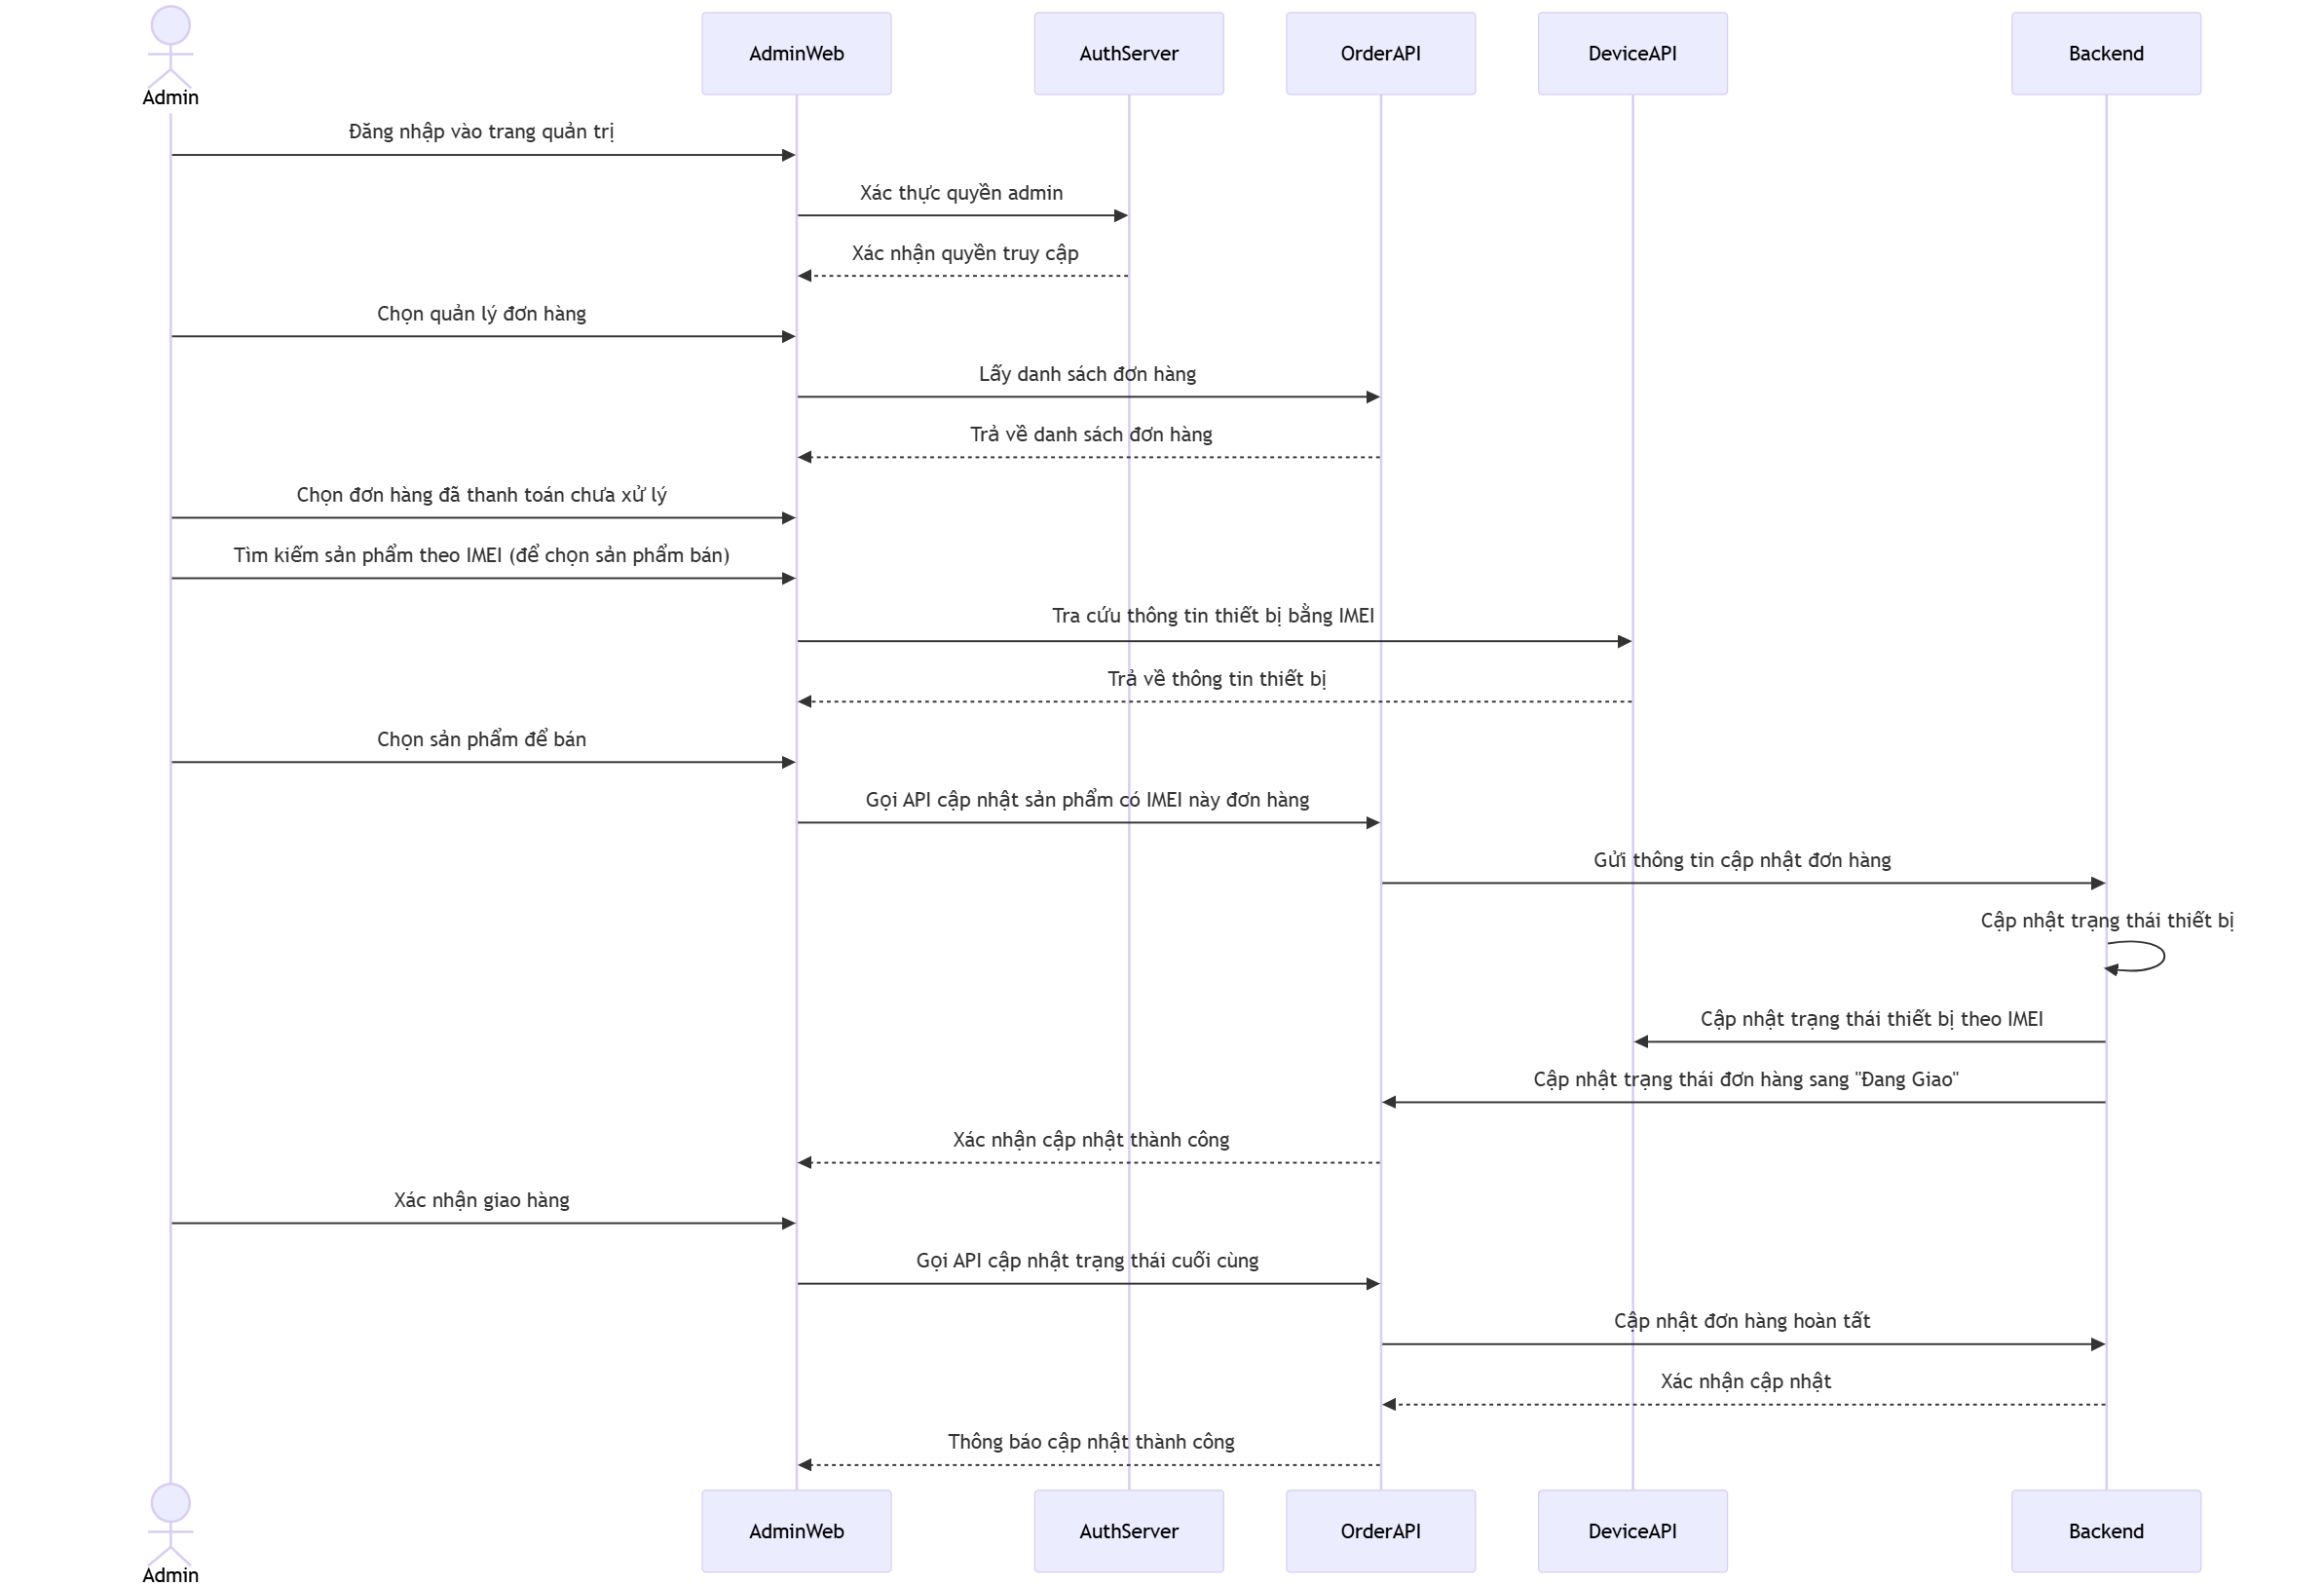 Admin
AdminWeb
AuthServer
OrderAPI
DeviceAPI
Backend
Đăng nhập vào trang quản trị
Xác thực quyền admin
Xác nhận quyền truy cập
Chọn quản lý đơn hàng
Lấy danh sách đơn hàng
Trả về danh sách đơn hàng
Chọn đơn hàng đã thanh toán chưa xử lý
Tìm kiếm sản phẩm theo IMEI (để chọn sản phẩm bán)
Tra cứu thông tin thiết bị bằng IMEI
Trả về thông tin thiết bị
Chọn sản phẩm để bán
Gọi API cập nhật sản phẩm có IMEI này đơn hàng
Gửi thông tin cập nhật đơn hàng
Cập nhật trạng thái thiết bị
Cập nhật trạng thái thiết bị theo IMEI
Cập nhật trạng thái đơn hàng sang "Đang Giao"
Xác nhận cập nhật thành công
Xác nhận giao hàng
Gọi API cập nhật trạng thái cuối cùng
Cập nhật đơn hàng hoàn tất
Xác nhận cập nhật
Thông báo cập nhật thành công
Admin
AdminWeb
AuthServer
OrderAPI
DeviceAPI
Backend